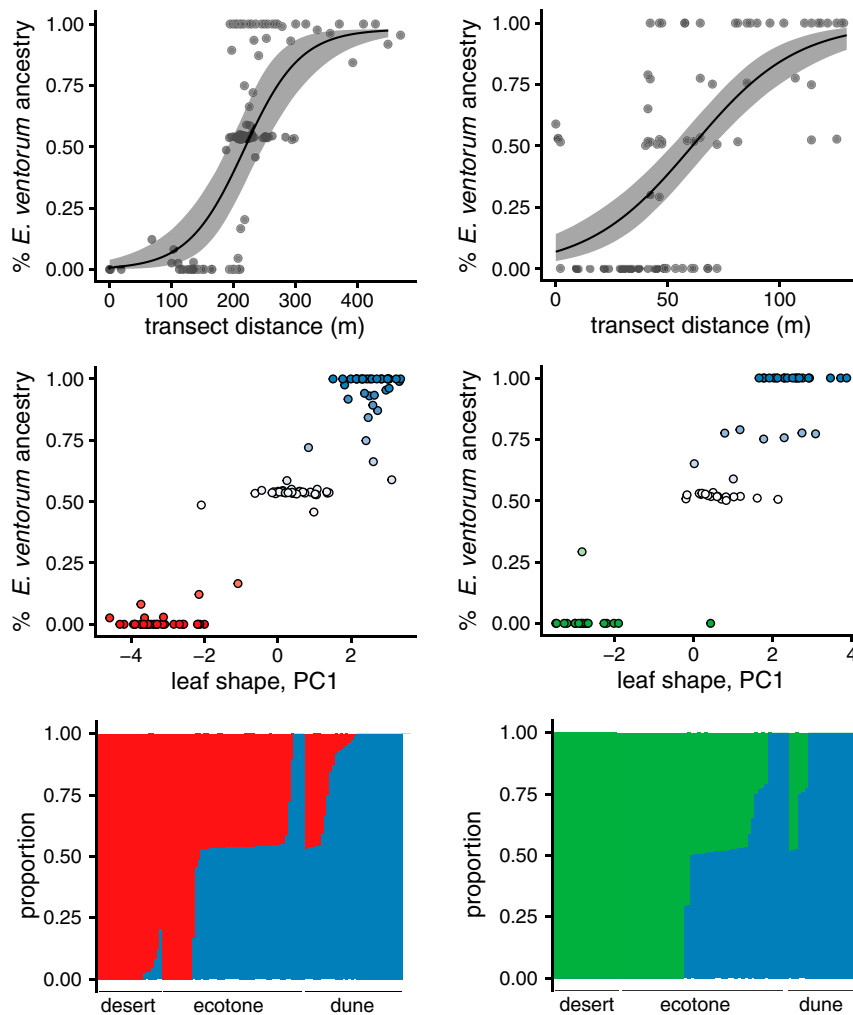 % E. ventorum ancestry
1.00
0.75
0.50
0.25
0.00
0 100 200 300 400
transect distance (m)
% E. ventorum ancestry
1.00
0.75
0.50
0.25
0.00
0 50 100
transect distance (m)
% E. ventorum ancestry
1.00
0.75
0.50
0.25
0.00
−4 −2 0 2
leaf shape, PC1
% E. ventorum ancestry
1.00
0.75
0.50
0.25
0.00
−2 0 2 4
leaf shape, PC1
proportion
1.00
0.75
0.50
0.25
0.00
desert ecotone dune
proportion
1.00
0.75
0.50
0.25
0.00
desert ecotone dune